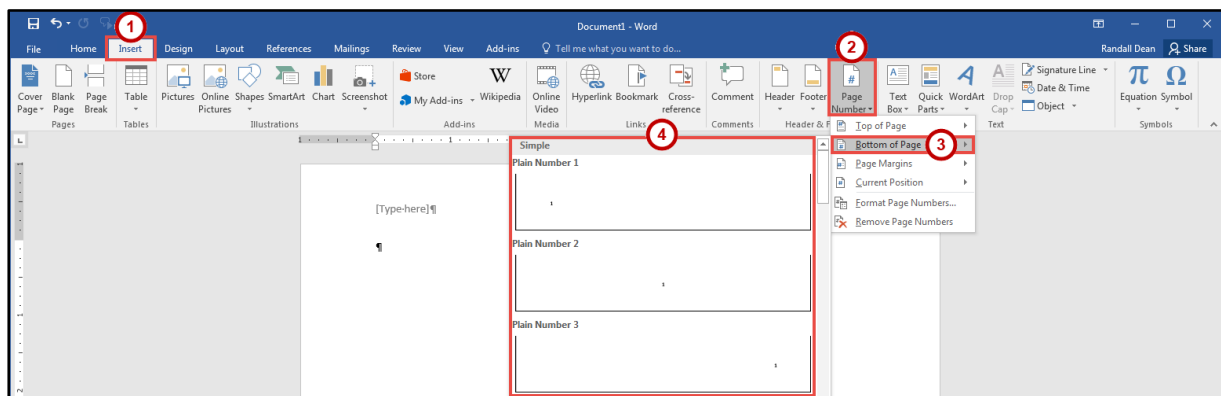 1
Document1 - Word
File Home Insert Design Layout References Mailings Review View Add-ins Tell me what you want to do... Randall Dean Share
2
Cover Page Blank Page Page Break Table Pictures Online Pictures Shapes SmartArt Chart Screenshot Store My Add-ins Wikipedia Online Video Hyperlink Bookmark Cross-reference Comment Header Footer Page Number Text Box Quick Parts WordArt Drop Cap Signature Line Date & Time Object Equation Symbol
Pages Tables Illustrations Add-ins Media Links Comments Header & F Text Symbols
Top of Page
Bottom of Page 3
Page Margins
Current Position
Format Page Numbers...
Remove Page Numbers
4
1 1
Simple
Plain Number 1
1
[Type-here]¶
¶
Plain Number 2
1
Plain Number 3
1